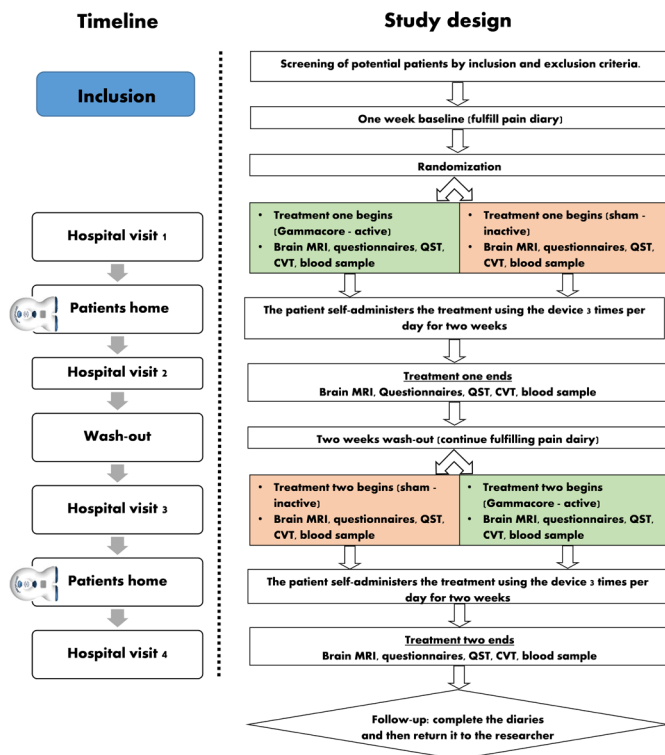 Timeline
Study design
Inclusion
Screening of potential patients by inclusion and exclusion criteria.
One week baseline (fulfill pain diary)
Randomization
Hospital visit 1
• Treatment one begins
(Gammacore - active)
• Brain MRI, questionnaires, QST,
CVT, blood sample
• Treatment one begins (sham -
inactive)
• Brain MRI, questionnaires, QST,
CVT, blood sample
Patients home
The patient self-administers the treatment using the device 3 times per
day for two weeks
Hospital visit 2
Treatment one ends
Brain MRI, Questionnaires, QST, CVT, blood sample
Wash-out
Two weeks wash-out (continue fulfilling pain dairy)
Hospital visit 3
• Treatment two begins (sham -
inactive)
• Brain MRI, questionnaires, QST,
CVT, blood sample
• Treatment two begins
(Gammacore - active)
• Brain MRI, questionnaires, QST,
CVT, blood sample
Patients home
The patient self-administers the treatment using the device 3 times per
day for two weeks
Hospital visit 4
Treatment two ends
Brain MRI, questionnaires, QST, CVT, blood sample
Follow-up: complete the diaries
and then return it to the researcher